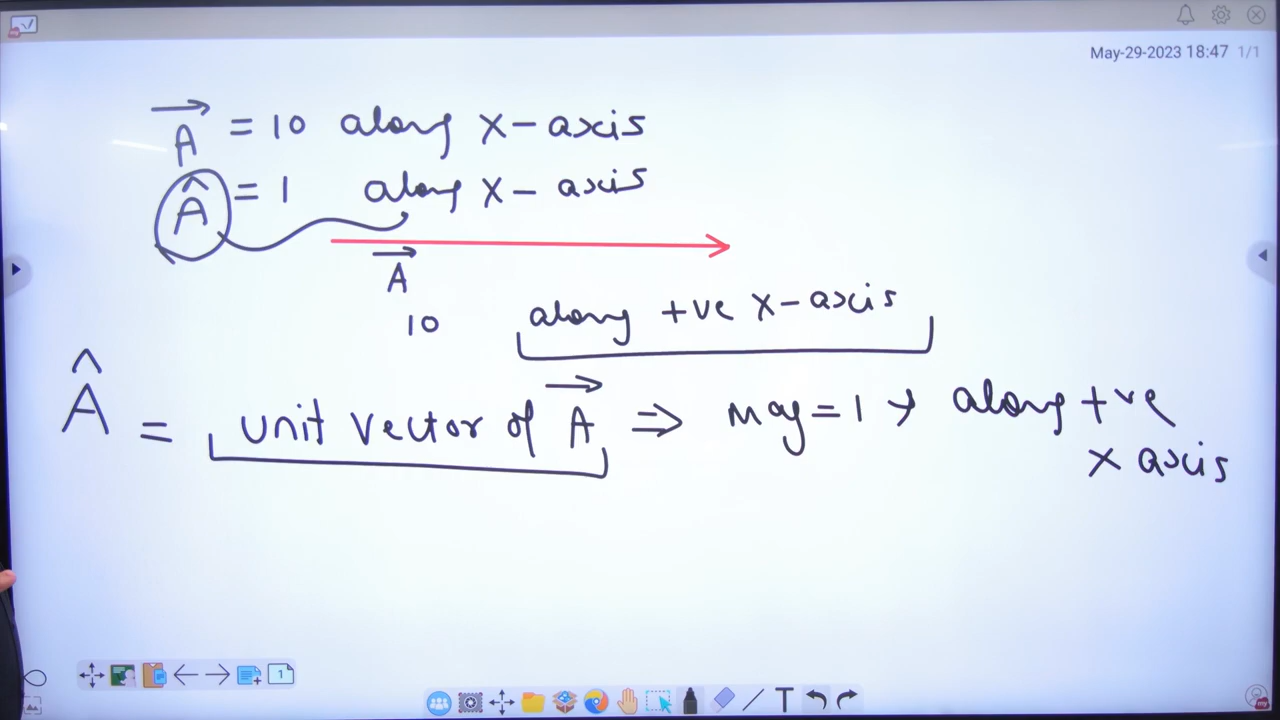 May-29-2023 18:47 1/1
A⃗ = 10 along x-axis
Â = 1 along x-axis
A⃗
10 along +ve x-axis
Â = unit vector of A⃗ ⇒ mag=1 → along +ve
x axis
1
T